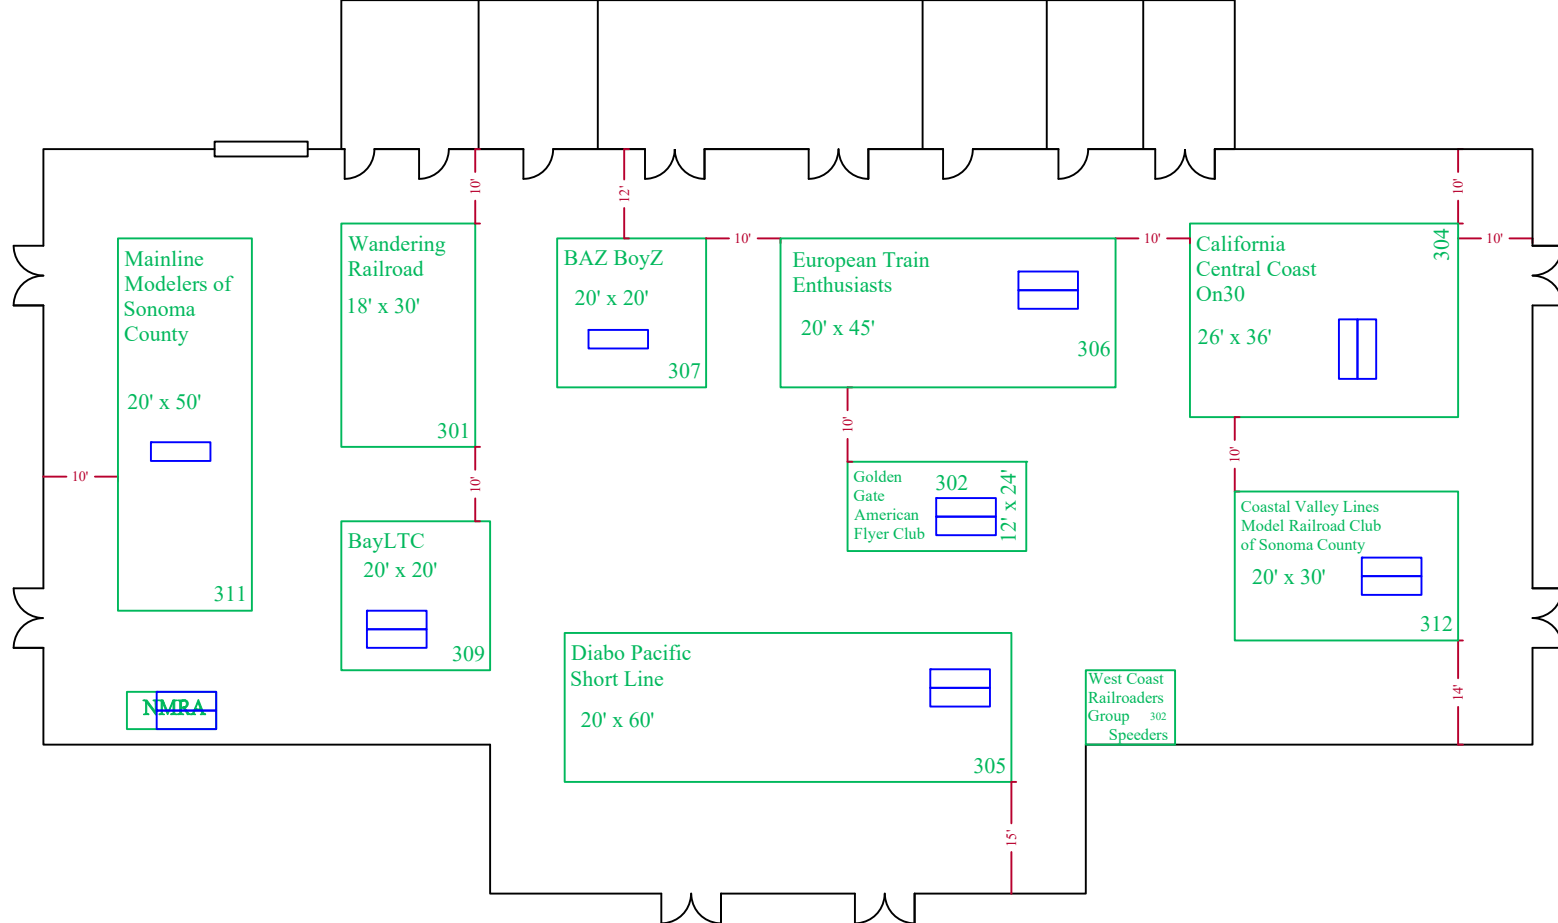 10'
12'
10'
Mainline
Modelers of
Sonoma
County
20' x 50'
311
10'
Wandering
Railroad
18' x 30'
301
10'
BayLTC
20' x 20'
309
NMRA
BAZ BoyZ
20' x 20'
307
10'
European Train
Enthusiasts
20' x 45'
306
10'
10'
Golden
Gate
American
Flyer Club
302
12' x 24'
California
Central Coast
On30
26' x 36'
304
10'
10'
Coastal Valley Lines
Model Railroad Club
of Sonoma County
20' x 30'
312
14'
Diabo Pacific
Short Line
20' x 60'
305
15'
West Coast
Railroaders
Group 302
Speeders